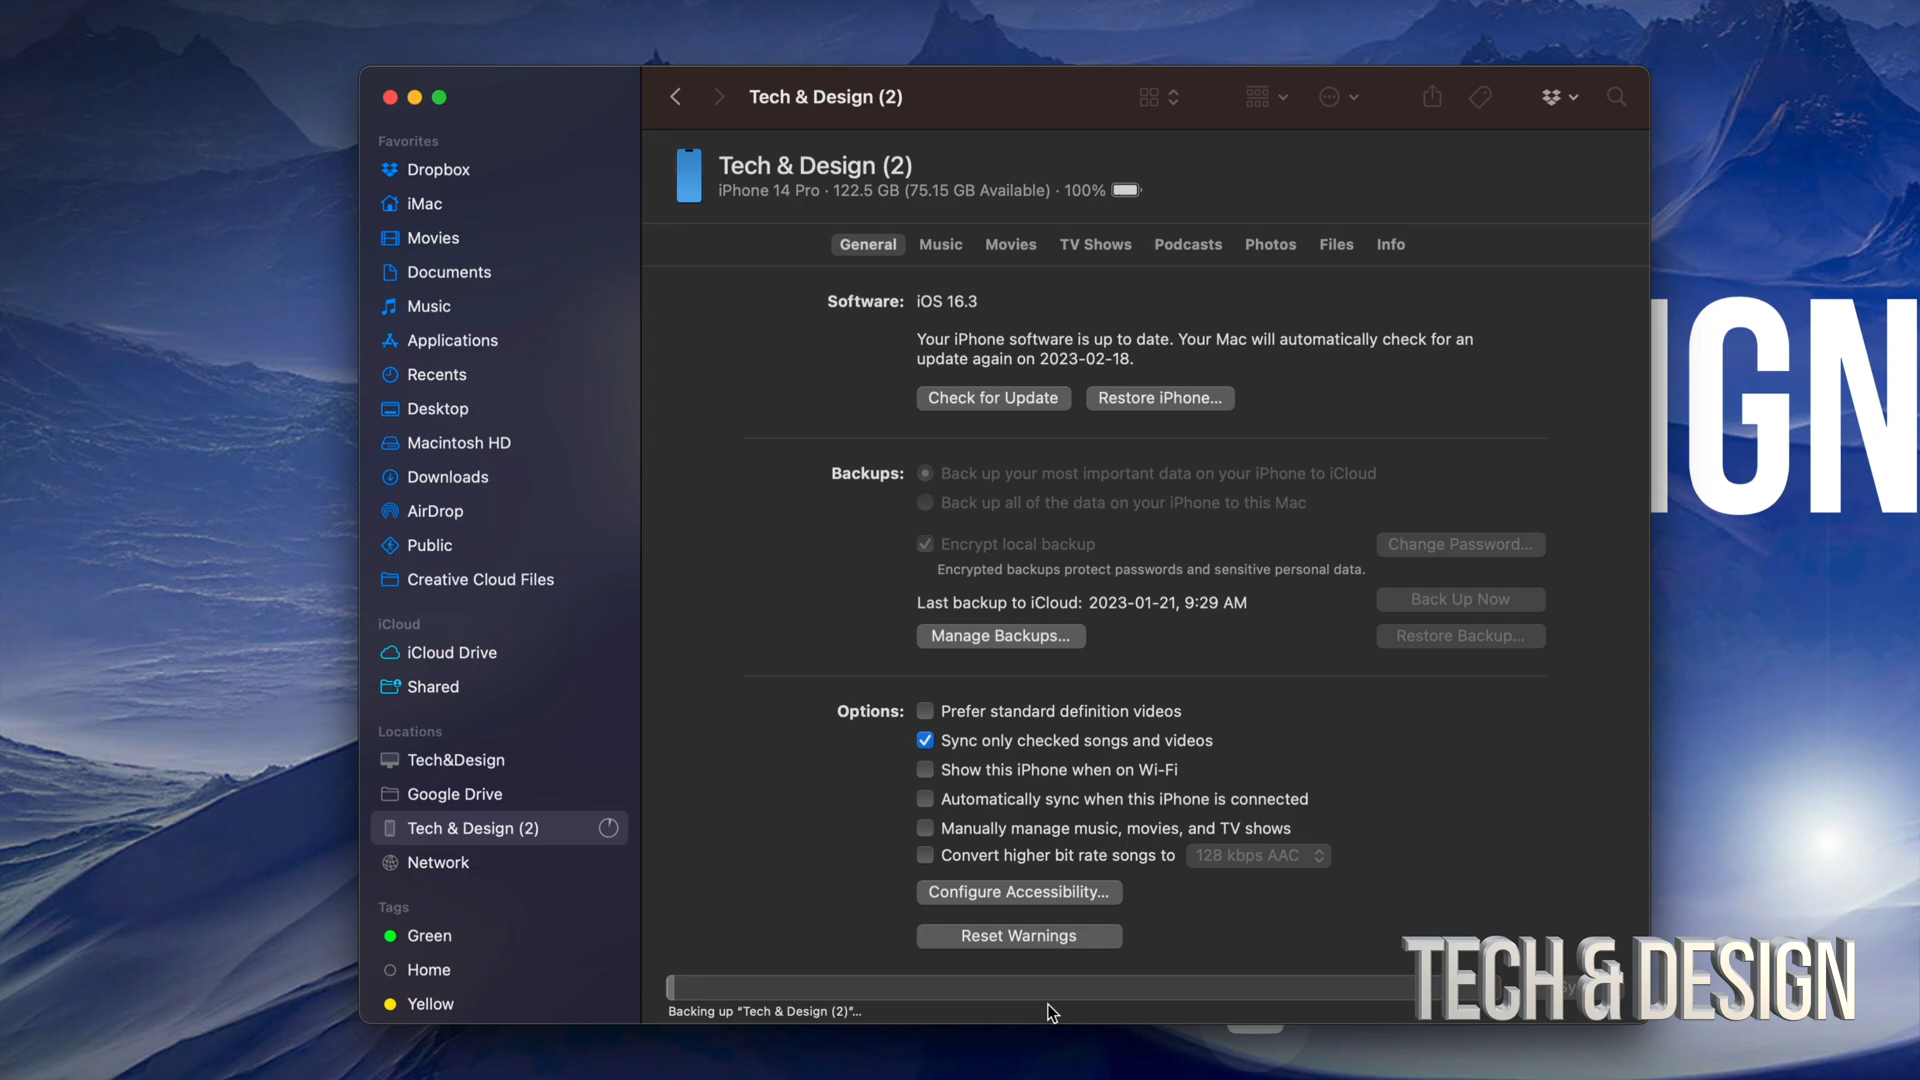 Tech & Design (2)
Favorites
Dropbox
iMac
Movies
Documents
Music
Applications
Recents
Desktop
Macintosh HD
Downloads
AirDrop
Public
Creative Cloud Files
iCloud
iCloud Drive
Shared
Locations
Tech&Design
Google Drive
Tech & Design (2)
Network
Tags
Green
Home
Yellow
Tech & Design (2)
iPhone 14 Pro · 122.5 GB (75.15 GB Available) · 100%
General Music Movies TV Shows Podcasts Photos Files Info
Software: iOS 16.3
Your iPhone software is up to date. Your Mac will automatically check for an
update again on 2023-02-18.
Check for Update Restore iPhone...
Backups: Back up your most important data on your iPhone to iCloud
Back up all of the data on your iPhone to this Mac
Encrypt local backup Change Password...
Encrypted backups protect passwords and sensitive personal data.
Last backup to iCloud: 2023-01-21, 9:29 AM Back Up Now
Manage Backups... Restore Backup...
Options: Prefer standard definition videos
Sync only checked songs and videos
Show this iPhone when on Wi-Fi
Automatically sync when this iPhone is connected
Manually manage music, movies, and TV shows
Convert higher bit rate songs to 128 kbps AAC
Configure Accessibility...
Reset Warnings
Backing up “Tech & Design (2)”...
IGN
TECH & DESIGN